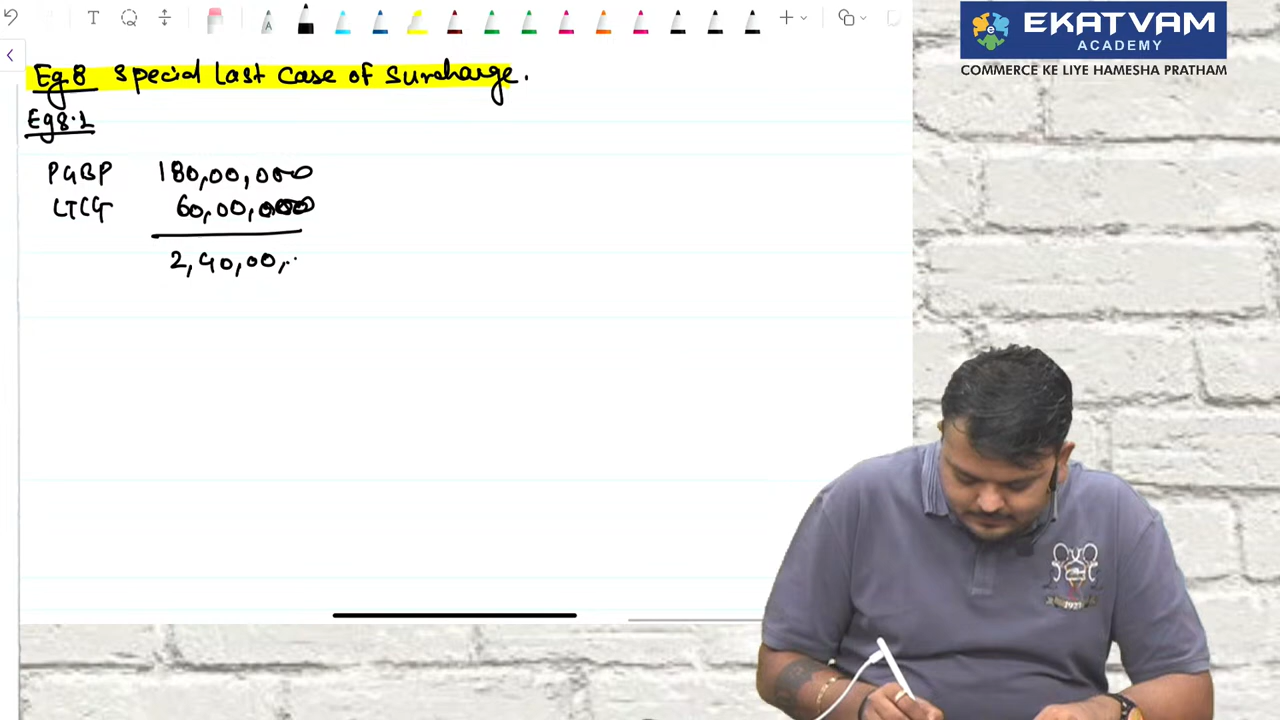 EKATVAM
ACADEMY
COMMERCE KE LIYE HAMESHA PRATHAM
Eg.8 Special Last Case of Surcharge.
Eg 8.1
PGBP 180,00,000
LTCG 60,00,000
2,40,00,..
1921